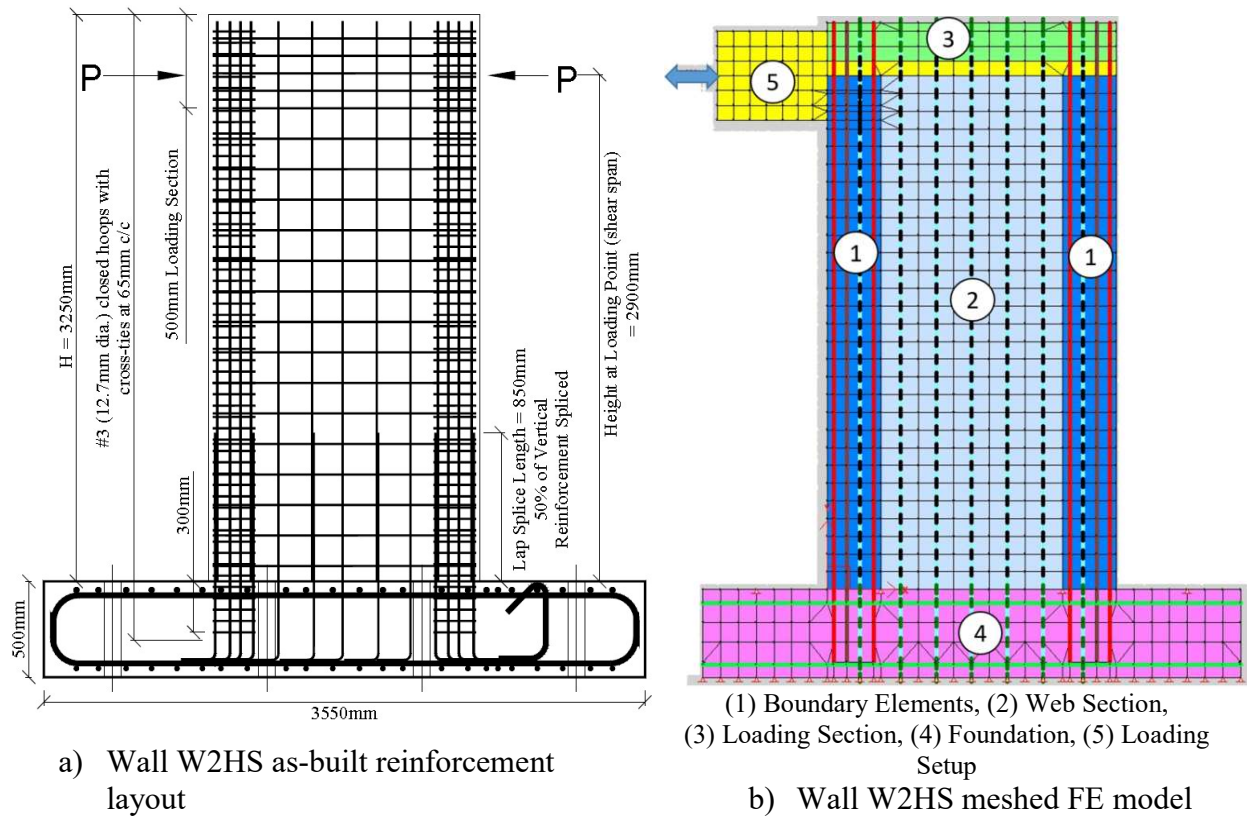 P
P
H = 3250mm
#3 (12.7mm dia.) closed hoops with
cross-ties at 65mm c/c
500mm Loading Section
300mm
Lap Splice Length = 850mm
50% of Vertical
Reinforcement Spliced
Height at Loading Point (shear span)
= 2900mm
500mm
3550mm
a) Wall W2HS as-built reinforcement
layout
3
5
1
1
2
4
(1) Boundary Elements, (2) Web Section,
(3) Loading Section, (4) Foundation, (5) Loading
Setup
b) Wall W2HS meshed FE model